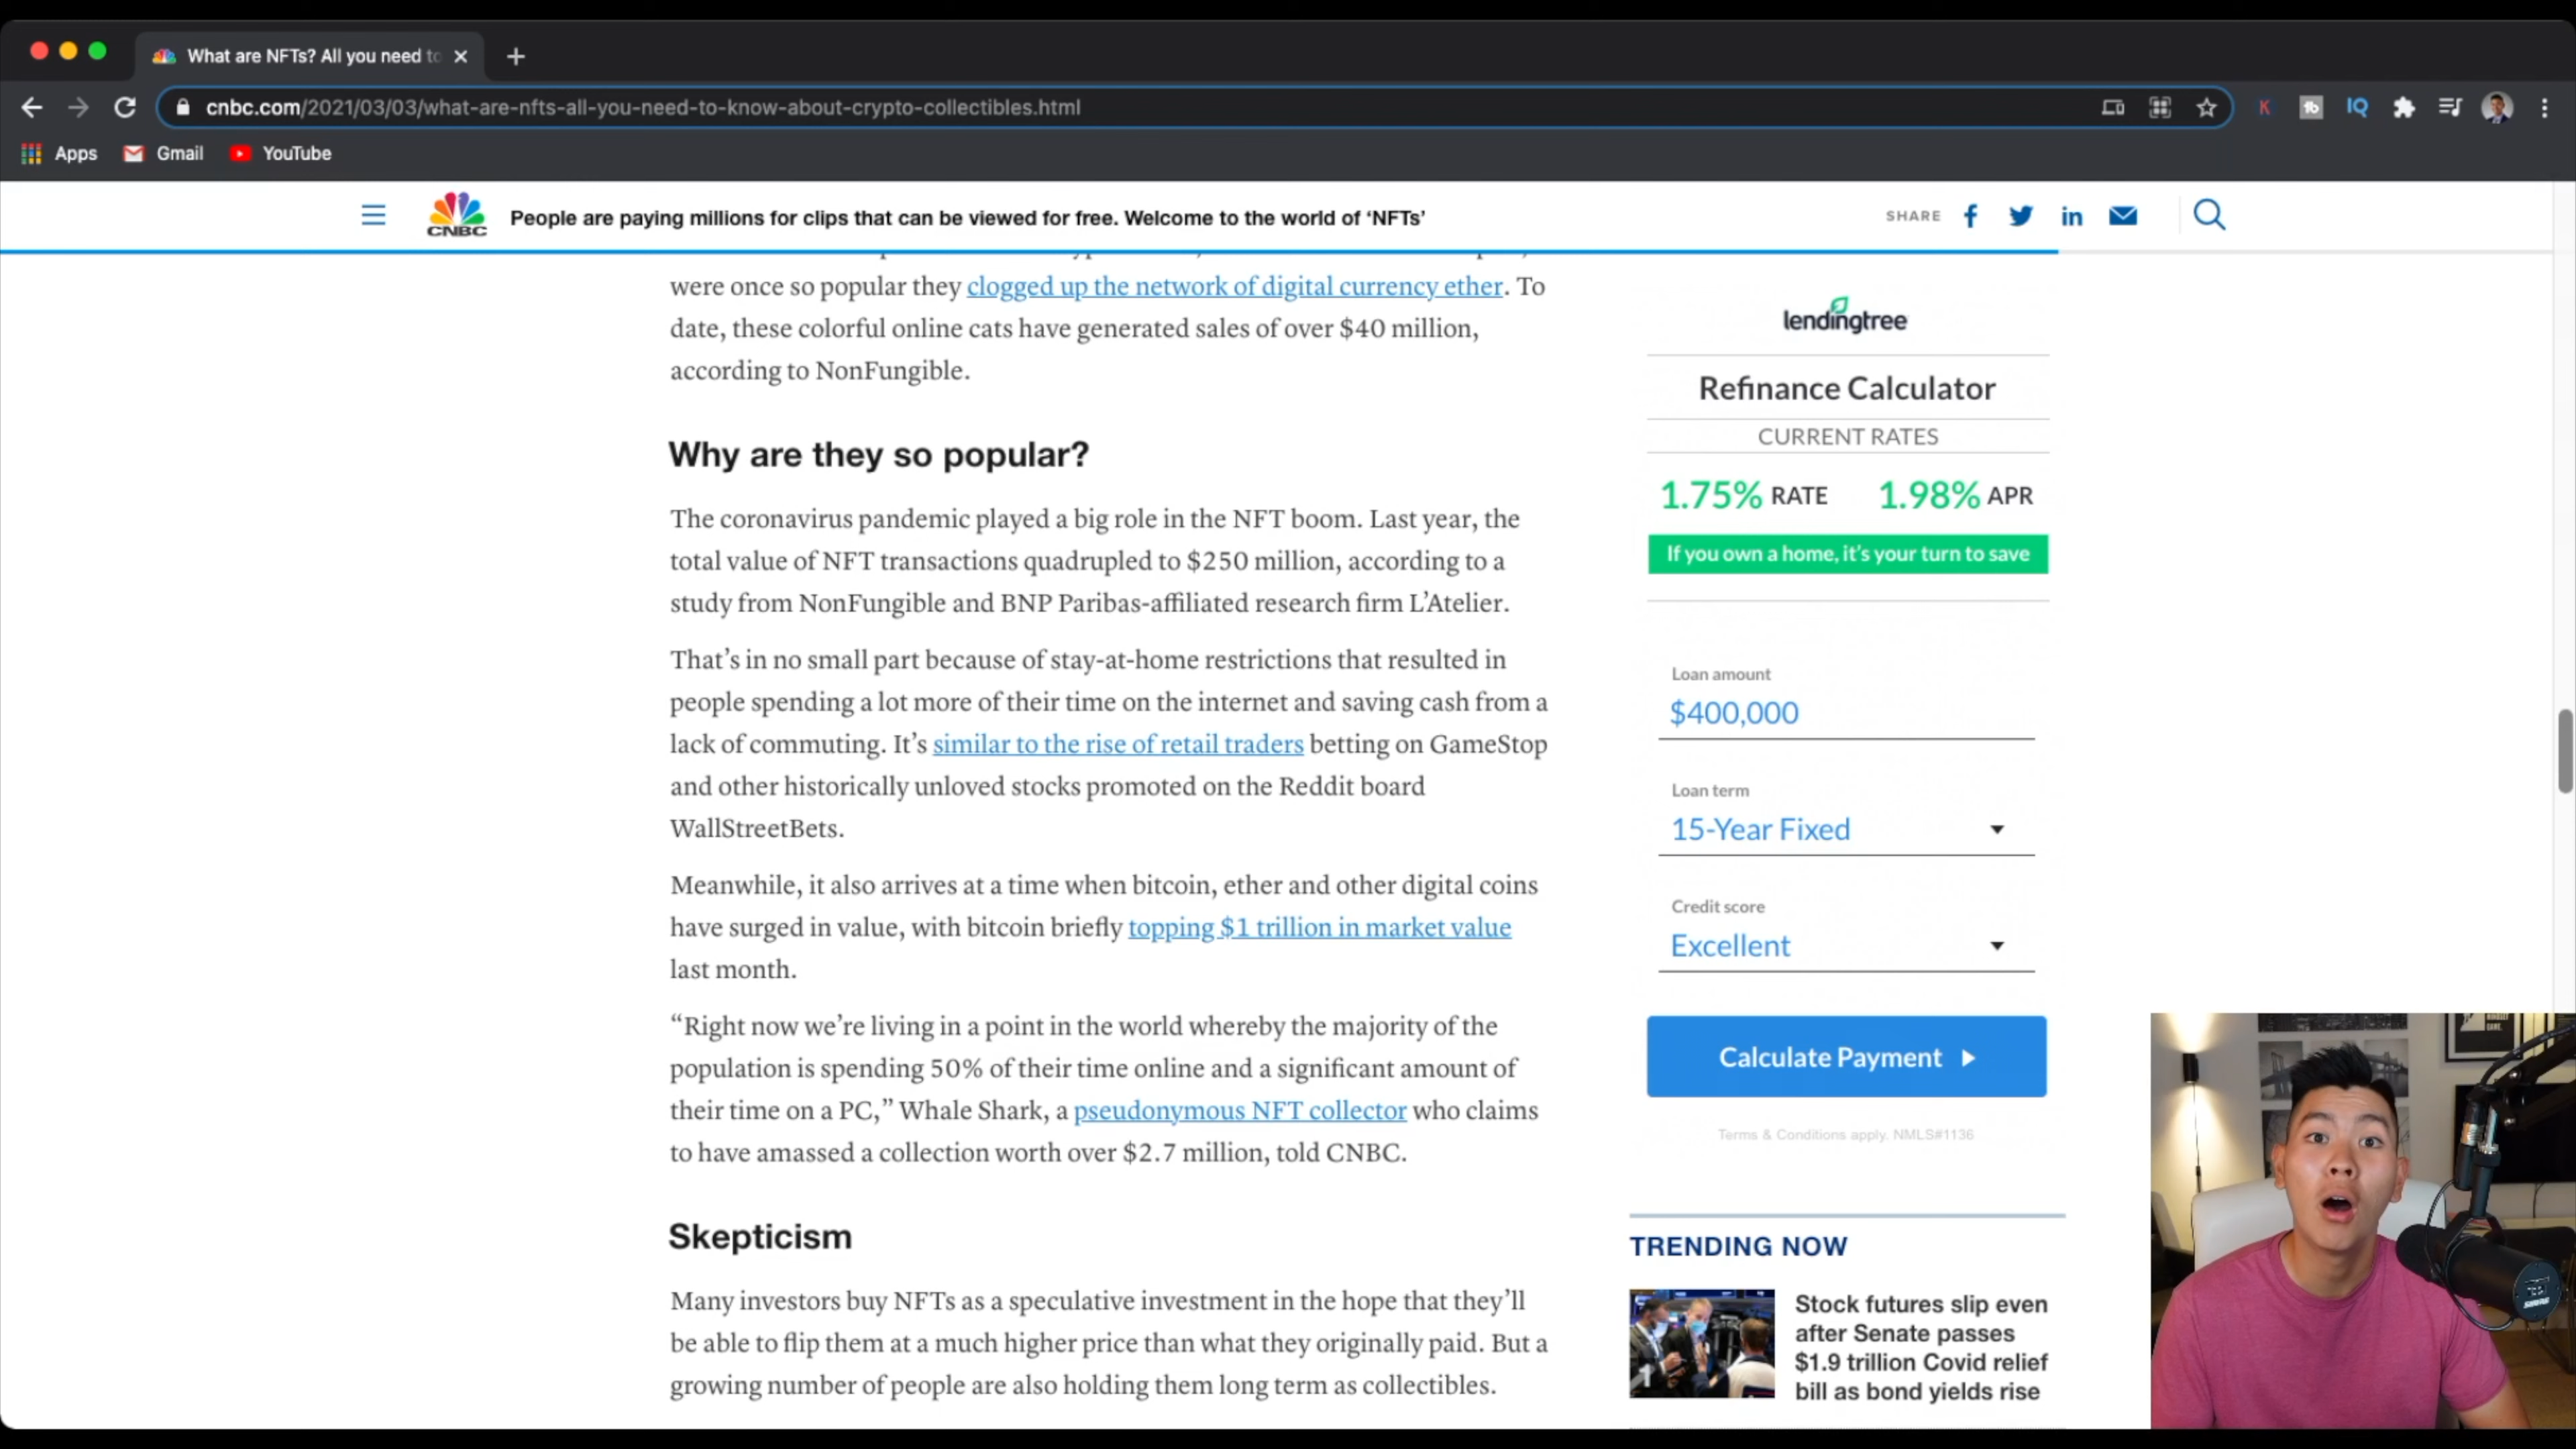 What are NFTs? All you need to
cnbc.com/2021/03/03/what-are-nfts-all-you-need-to-know-about-crypto-collectibles.html
K
tb
IQ
Apps
Gmail
YouTube
CNBC
People are paying millions for clips that can be viewed for free. Welcome to the world of ‘NFTs’
SHARE
were once so popular they clogged up the network of digital currency ether. To
date, these colorful online cats have generated sales of over $40 million,
according to NonFungible.
Why are they so popular?
The coronavirus pandemic played a big role in the NFT boom. Last year, the
total value of NFT transactions quadrupled to $250 million, according to a
study from NonFungible and BNP Paribas-affiliated research firm L’Atelier.
That’s in no small part because of stay-at-home restrictions that resulted in
people spending a lot more of their time on the internet and saving cash from a
lack of commuting. It’s similar to the rise of retail traders betting on GameStop
and other historically unloved stocks promoted on the Reddit board
WallStreetBets.
Meanwhile, it also arrives at a time when bitcoin, ether and other digital coins
have surged in value, with bitcoin briefly topping $1 trillion in market value
last month.
“Right now we’re living in a point in the world whereby the majority of the
population is spending 50% of their time online and a significant amount of
their time on a PC,” Whale Shark, a pseudonymous NFT collector who claims
to have amassed a collection worth over $2.7 million, told CNBC.
Skepticism
Many investors buy NFTs as a speculative investment in the hope that they’ll
be able to flip them at a much higher price than what they originally paid. But a
growing number of people are also holding them long term as collectibles.
lendingtree
Refinance Calculator
CURRENT RATES
1.75% RATE 1.98% APR
If you own a home, it’s your turn to save
Loan amount
$400,000
Loan term
15-Year Fixed
Credit score
Excellent
Calculate Payment
Terms & Conditions apply. NMLS#1136
TRENDING NOW
1
Stock futures slip even
after Senate passes
$1.9 trillion Covid relief
bill as bond yields rise